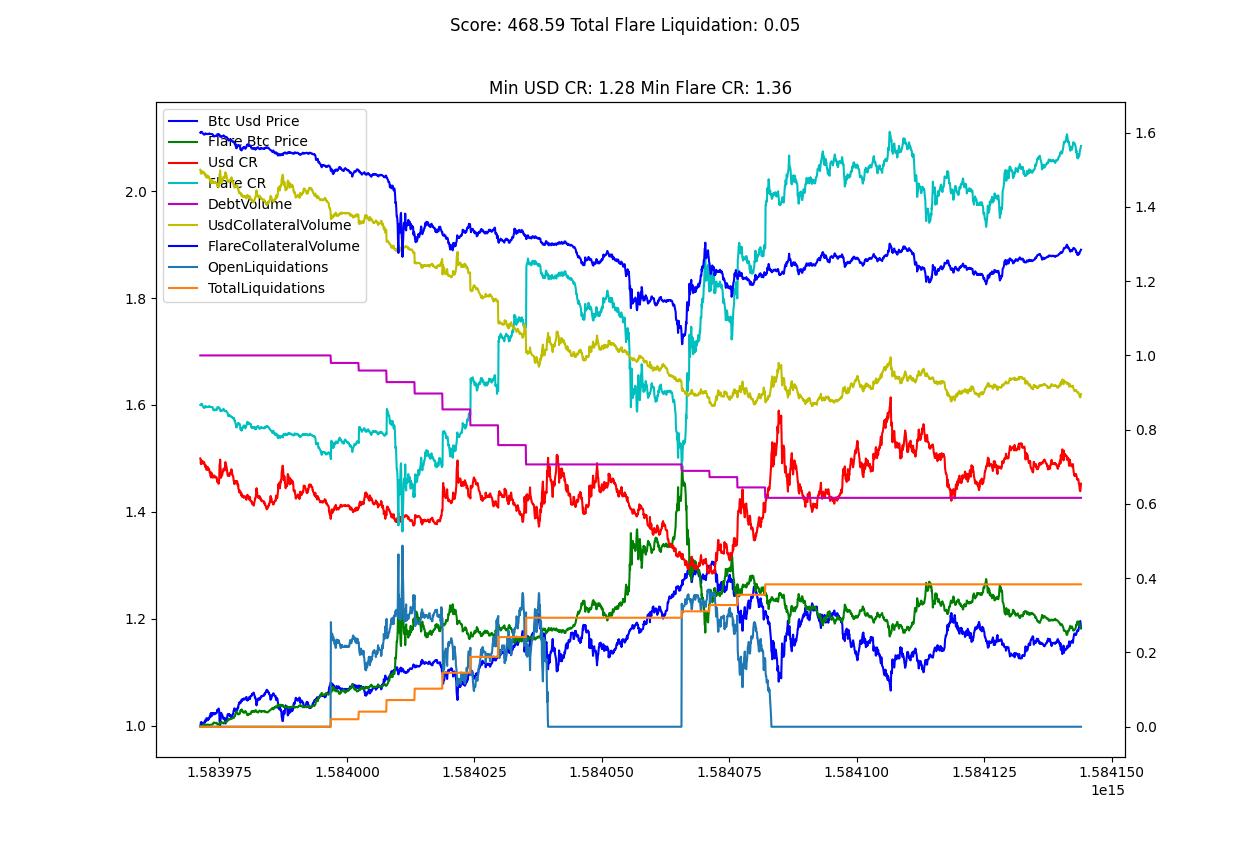 Score: 468.59 Total Flare Liquidation: 0.05
Min USD CR: 1.28 Min Flare CR: 1.36
Btc Usd Price
Flare Btc Price
Usd CR
Flare CR
DebtVolume
UsdCollateralVolume
FlareCollateralVolume
OpenLiquidations
TotalLiquidations
2.0
1.8
1.6
1.4
1.2
1.0
1.6
1.4
1.2
1.0
0.8
0.6
0.4
0.2
0.0
1.583975 1.584000 1.584025 1.584050 1.584075 1.584100 1.584125 1.584150
1e15